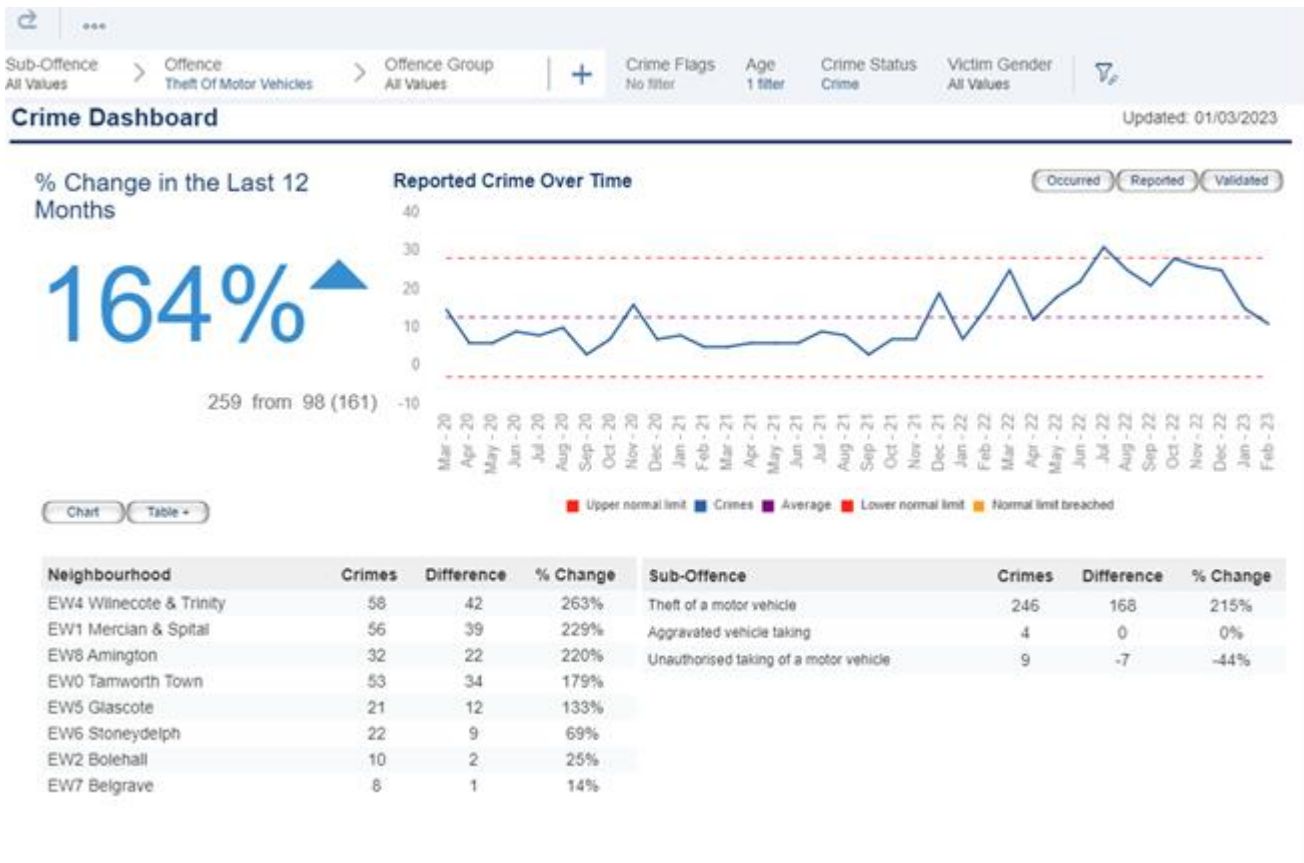 Sub-Offence Offence Offence Group Crime Flags Age Crime Status Victim Gender
All Values Theft Of Motor Vehicles All Values No filter 1 filter Crime All Values
Crime Dashboard Updated: 01/03/2023
% Change in the Last 12
Months
164%
259 from 98 (161)
Reported Crime Over Time
Occurred Reported Validated
40
30
20
10
0
-10
Mar - 20
Apr - 20
May - 20
Jun - 20
Jul - 20
Aug - 20
Sep - 20
Oct - 20
Nov - 20
Dec - 20
Jan - 21
Feb - 21
Mar - 21
Apr - 21
May - 21
Jun - 21
Jul - 21
Aug - 21
Sep - 21
Oct - 21
Nov - 21
Dec - 21
Jan - 22
Feb - 22
Mar - 22
Apr - 22
May - 22
Jun - 22
Jul - 22
Aug - 22
Sep - 22
Oct - 22
Nov - 22
Dec - 22
Jan - 23
Feb - 23
Upper normal limit Crimes Average Lower normal limit Normal limit breached
Chart Table +
Neighbourhood Crimes Difference % Change
EW4 Wilnecote & Trinity 58 42 263%
EW1 Mercian & Spital 56 39 229%
EW8 Amington 32 22 220%
EW0 Tamworth Town 53 34 179%
EW5 Glascote 21 12 133%
EW6 Stoneydelph 22 9 69%
EW2 Bolehall 10 2 25%
EW7 Belgrave 8 1 14%
Sub-Offence Crimes Difference % Change
Theft of a motor vehicle 246 168 215%
Aggravated vehicle taking 4 0 0%
Unauthorised taking of a motor vehicle 9 -7 -44%